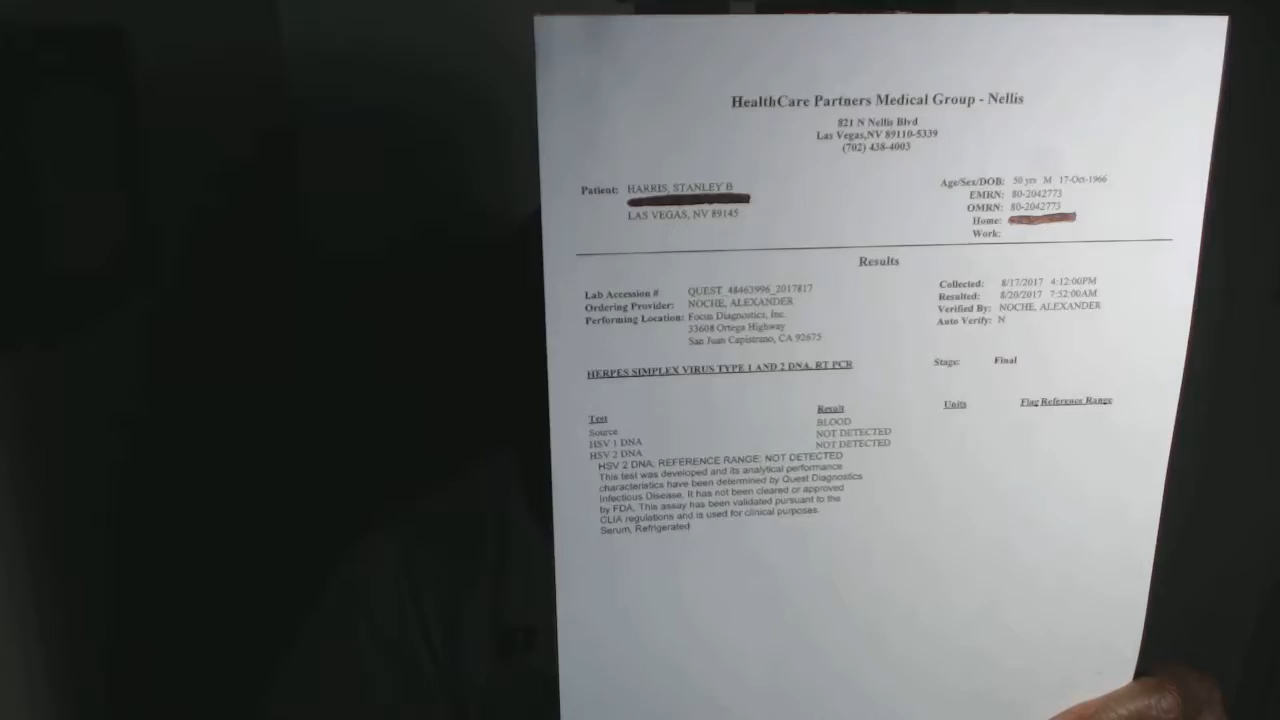 HealthCare Partners Medical Group - Nellis
821 N Nellis Blvd
Las Vegas,NV 89110-5339
(702) 438-4003
Patient: HARRIS, STANLEY B
LAS VEGAS, NV 89145
Age/Sex/DOB: 50 yrs M 17-Oct-1966
EMRN: 80-2042773
OMRN: 80-2042773
Home:
Work:
Results
Lab Accession # QUEST_48463996_2017817
Ordering Provider: NOCHE, ALEXANDER
Performing Location: Focus Diagnostics, Inc.
33608 Ortega Highway
San Juan Capistrano, CA 92675
Collected: 8/17/2017 4:12:00PM
Resulted: 8/20/2017 7:52:00AM
Verified By: NOCHE, ALEXANDER
Auto Verify: N
HERPES SIMPLEX VIRUS TYPE 1 AND 2 DNA, RT PCR
Stage: Final
Test Result Units Flag Reference Range
Source BLOOD
HSV 1 DNA NOT DETECTED
HSV 2 DNA NOT DETECTED
HSV 2 DNA; REFERENCE RANGE: NOT DETECTED
This test was developed and its analytical performance
characteristics have been determined by Quest Diagnostics
Infectious Disease. It has not been cleared or approved
by FDA. This assay has been validated pursuant to the
CLIA regulations and is used for clinical purposes.
Serum, Refrigerated